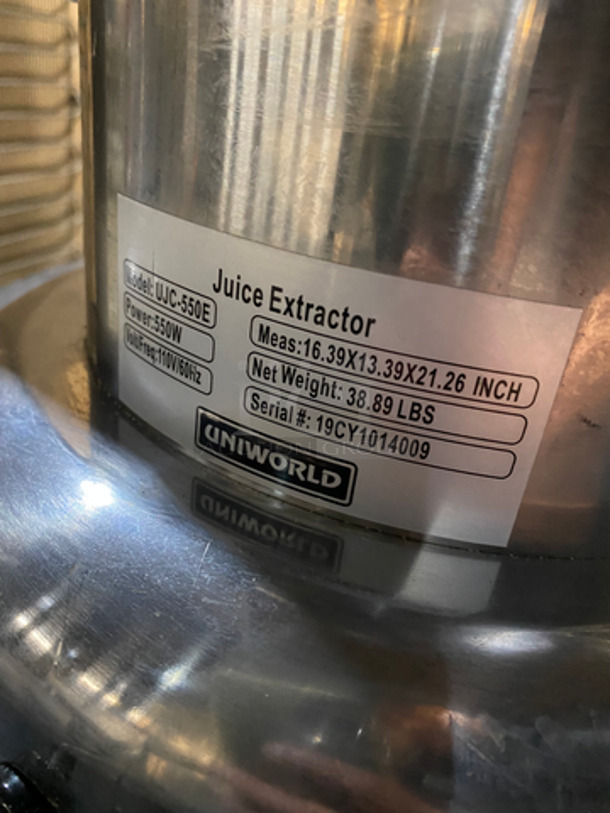 Juice Extractor
Model: UJC-550E
Power:550W
Volt/Freq:110V/60Hz
Meas:16.39X13.39X21.26 INCH
Net Weight: 38.89 LBS
Serial #: 19CY1014009
UNIWORLD